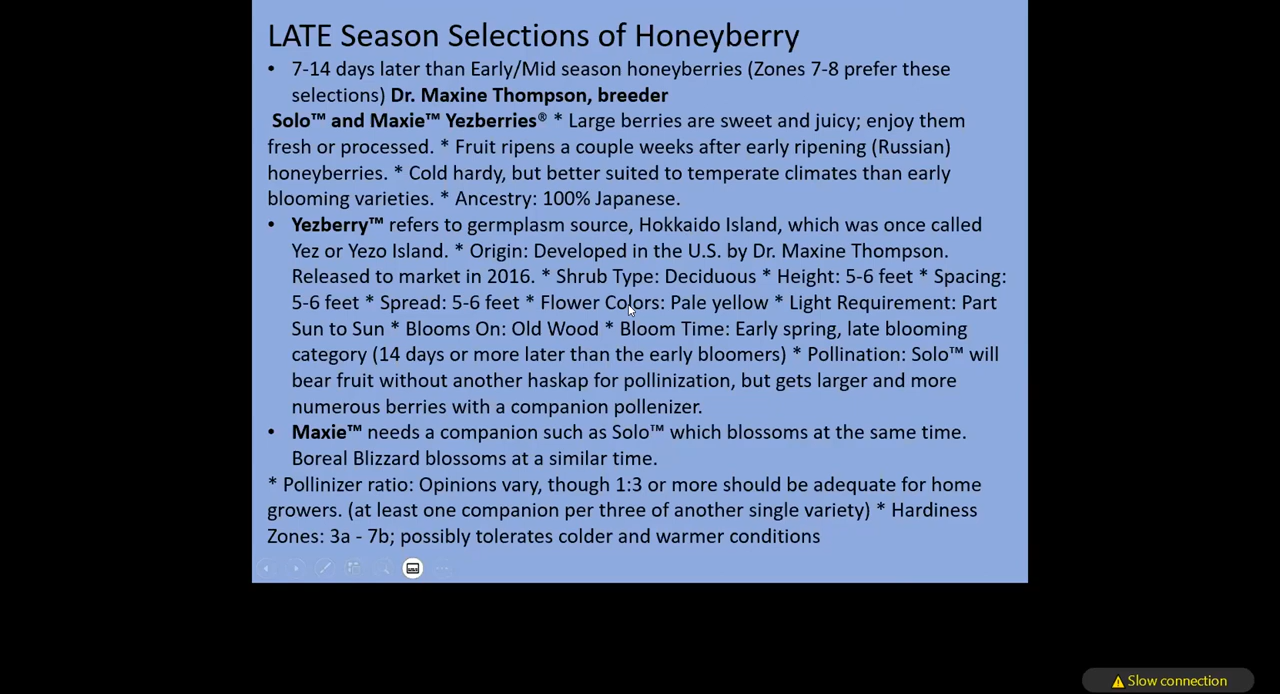 LATE Season Selections of Honeyberry
• 7-14 days later than Early/Mid season honeyberries (Zones 7-8 prefer these
selections) Dr. Maxine Thompson, breeder
Solo™ and Maxie™ Yezberries® * Large berries are sweet and juicy; enjoy them
fresh or processed. * Fruit ripens a couple weeks after early ripening (Russian)
honeyberries. * Cold hardy, but better suited to temperate climates than early
blooming varieties. * Ancestry: 100% Japanese.
• Yezberry™ refers to germplasm source, Hokkaido Island, which was once called
Yez or Yezo Island. * Origin: Developed in the U.S. by Dr. Maxine Thompson.
Released to market in 2016. * Shrub Type: Deciduous * Height: 5-6 feet * Spacing:
5-6 feet * Spread: 5-6 feet * Flower Colors: Pale yellow * Light Requirement: Part
Sun to Sun * Blooms On: Old Wood * Bloom Time: Early spring, late blooming
category (14 days or more later than the early bloomers) * Pollination: Solo™ will
bear fruit without another haskap for pollinization, but gets larger and more
numerous berries with a companion pollenizer.
• Maxie™ needs a companion such as Solo™ which blossoms at the same time.
Boreal Blizzard blossoms at a similar time.
* Pollinizer ratio: Opinions vary, though 1:3 or more should be adequate for home
growers. (at least one companion per three of another single variety) * Hardiness
Zones: 3a - 7b; possibly tolerates colder and warmer conditions
Slow connection